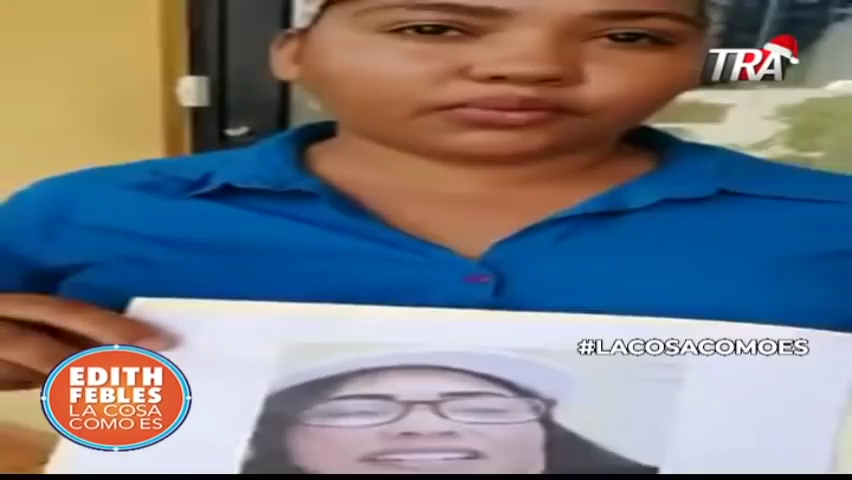 TRA
#LACOSACOMOES
EDITH
FEBLES
LA COSA
COMO ES